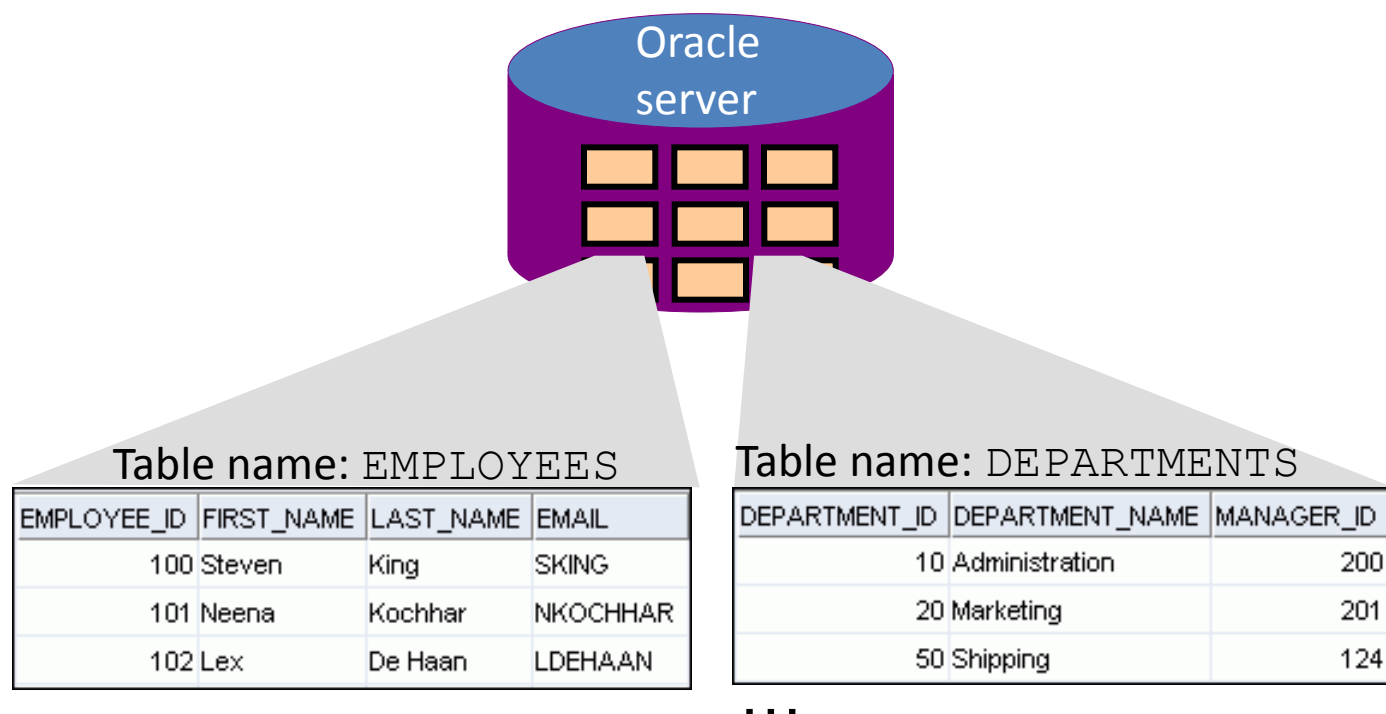 Oracle
server
Table name: EMPLOYEES
EMPLOYEE_ID FIRST_NAME LAST_NAME EMAIL
100 Steven King SKING
101 Neena Kochhar NKOCHHAR
102 Lex De Haan LDEHAAN
Table name: DEPARTMENTS
DEPARTMENT_ID DEPARTMENT_NAME MANAGER_ID
10 Administration 200
20 Marketing 201
50 Shipping 124
...